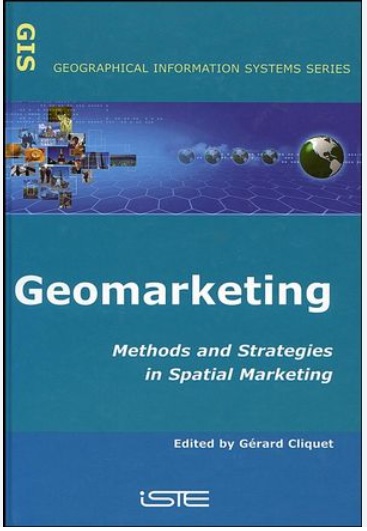 GIS
GEOGRAPHICAL INFORMATION SYSTEMS SERIES
Geomarketing
Methods and Strategies
in Spatial Marketing
Edited by Gérard Cliquet
iSTE